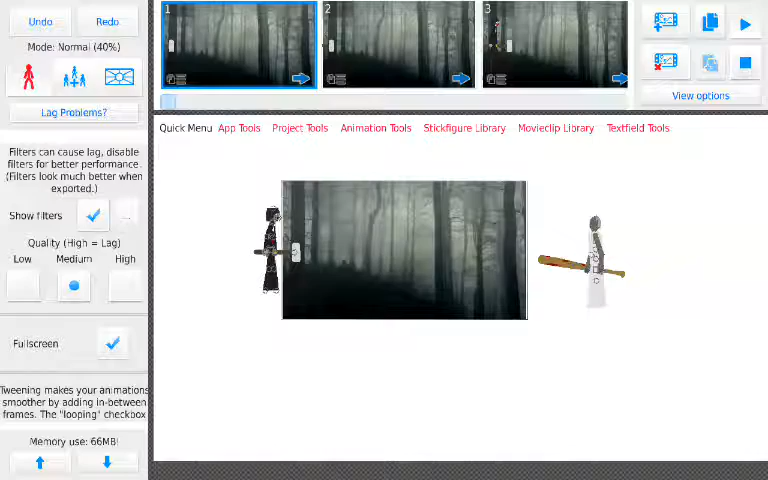 Undo
Redo
Mode: Normal (40%)
Lag Problems?
Filters can cause lag, disable
filters for better performance.
(Filters look much better when
exported.)
Show filters
...
Quality (High = Lag)
Low
Medium
High
Fullscreen
Tweening makes your animations
smoother by adding in-between
frames. The "looping" checkbox
Memory use: 66MB!
1
2
3
View options
Quick Menu
App Tools
Project Tools
Animation Tools
Stickfigure Library
Movieclip Library
Textfield Tools